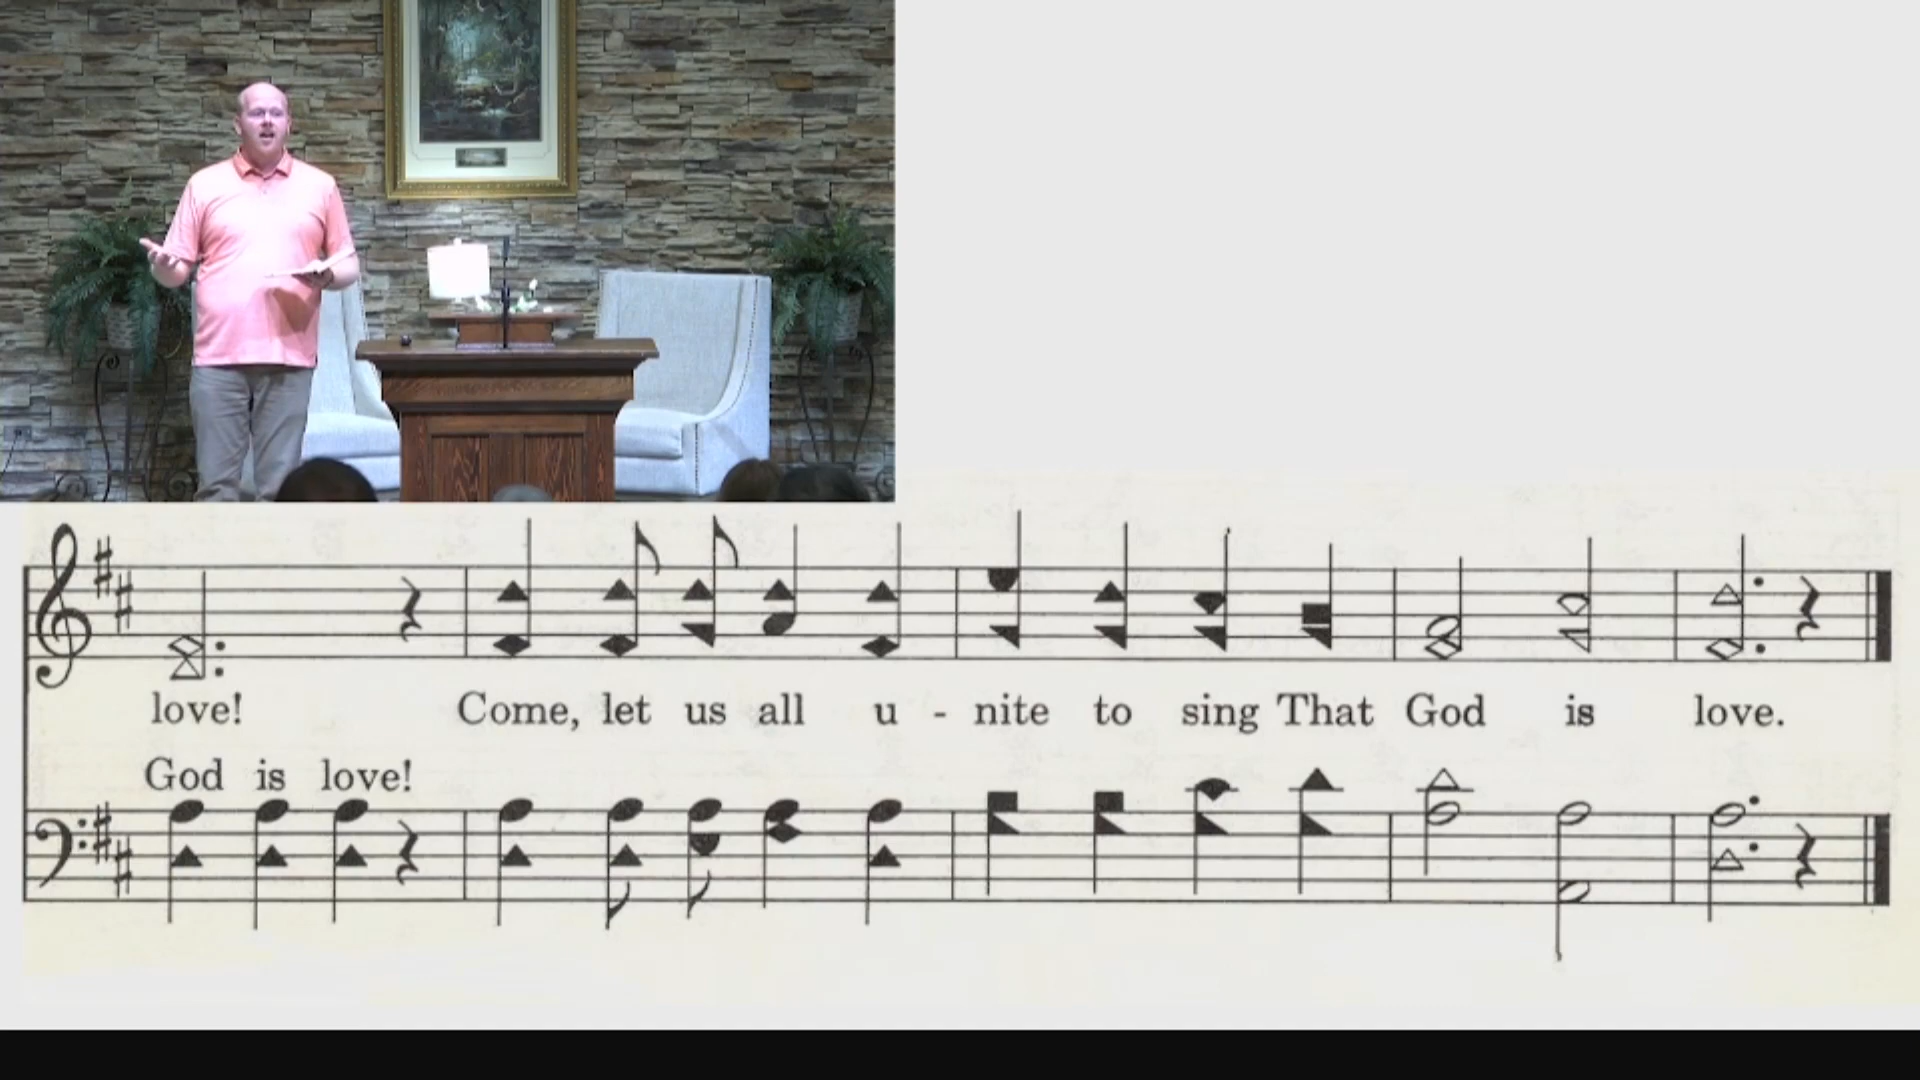 love! Come, let us all u - nite to sing That God is love.
God is love!